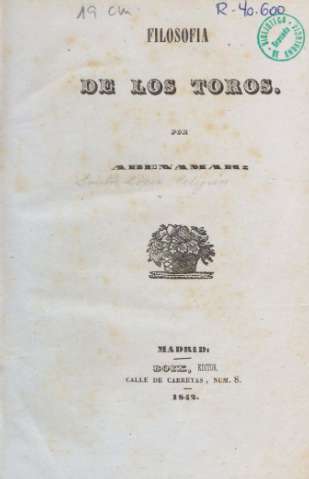 19 cm
R-40.600
FILOSOFIA
DE LOS TOROS.
POR
ABENAMAR:
MADRID:
BOIX, EDITOR.
CALLE DE CARRETAS, NUM. 8.
1842.